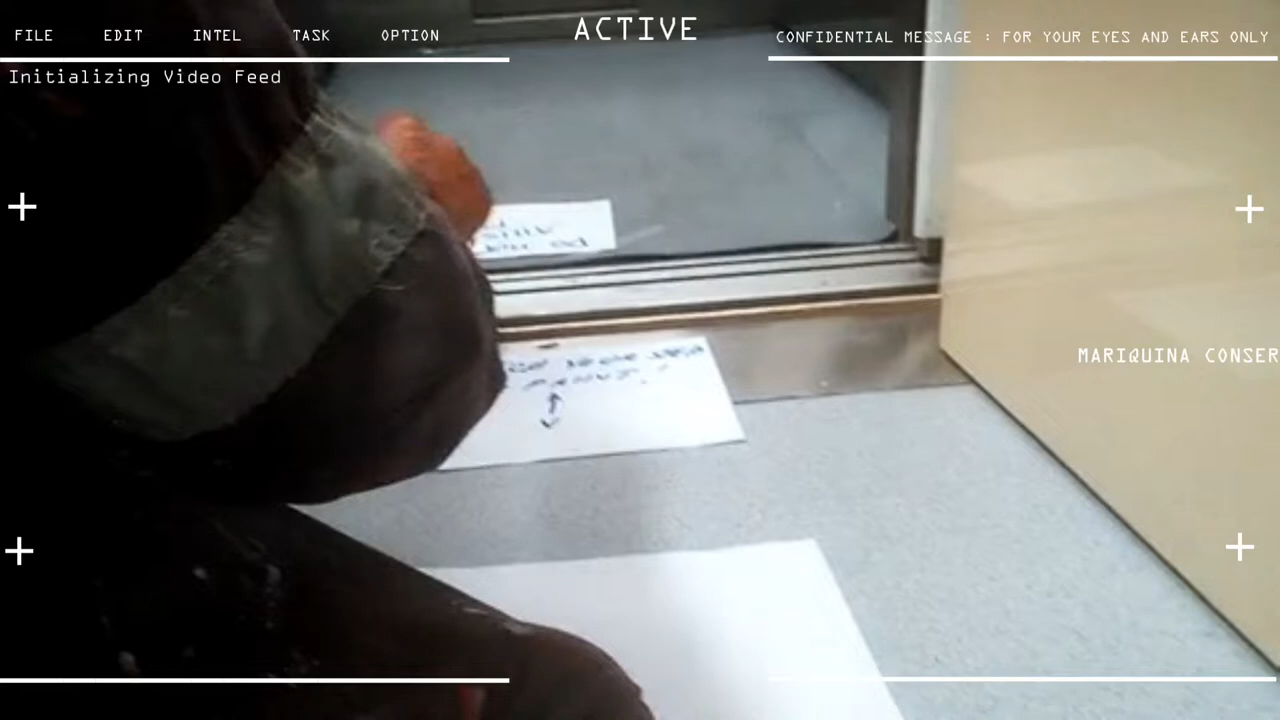 FILE EDIT INTEL TASK OPTION
ACTIVE
CONFIDENTIAL MESSAGE : FOR YOUR EYES AND EARS ONLY
Initializing Video Feed
MARIQUINA CONSER